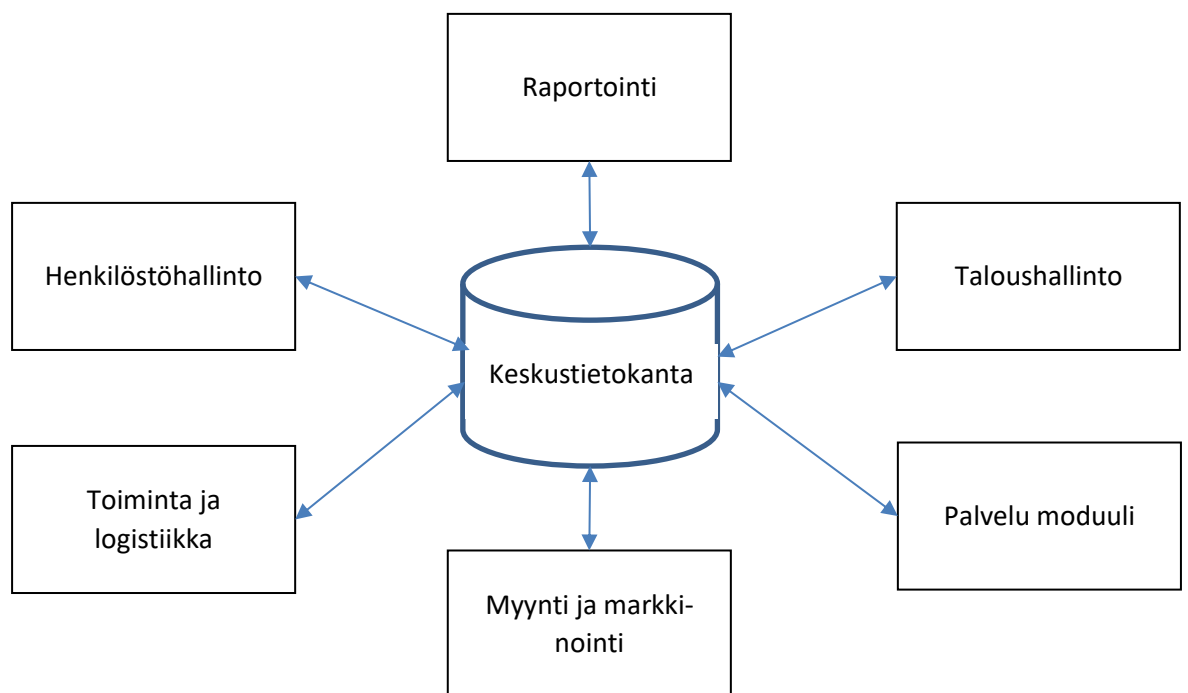 Raportointi
Henkilöstöhallinto
Taloushallinto
Keskustietokanta
Toiminta ja
logistiikka
Palvelu moduuli
Myynti ja markki-
nointi